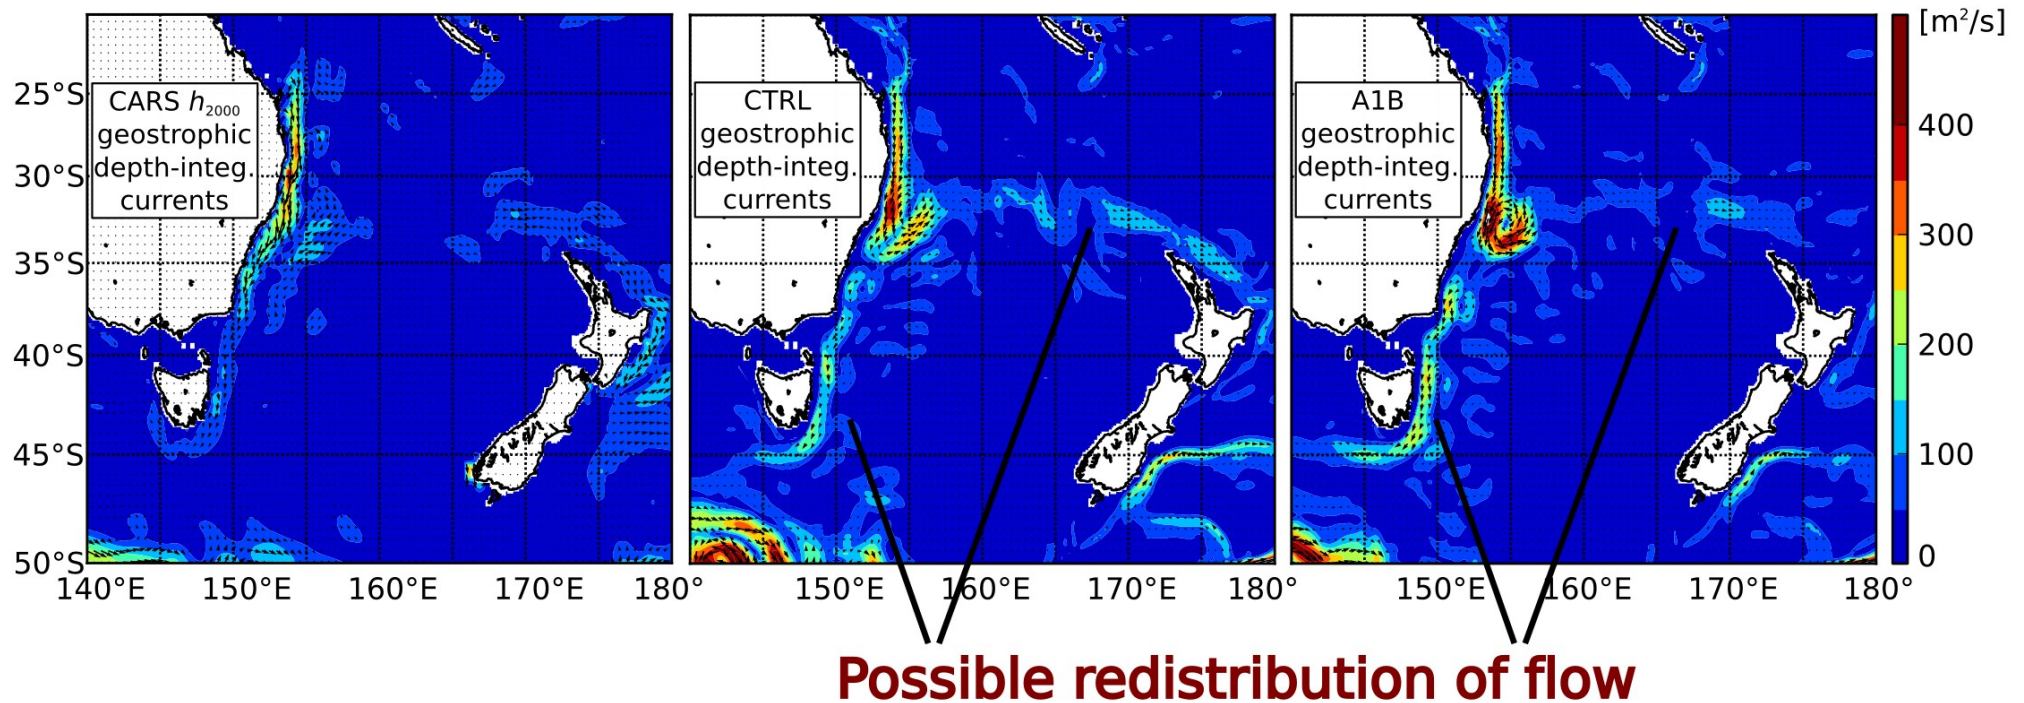 [m²/s]
CARS h₂₀₀₀
geostrophic
depth-integ.
currents
CTRL
geostrophic
depth-integ.
currents
A1B
geostrophic
depth-integ.
currents
25°S
30°S
35°S
40°S
45°S
50°S
400
300
200
100
0
140°E 150°E 160°E 170°E 180° 150°E 160°E 170°E 180° 150°E 160°E 170°E 180°
Possible redistribution of flow